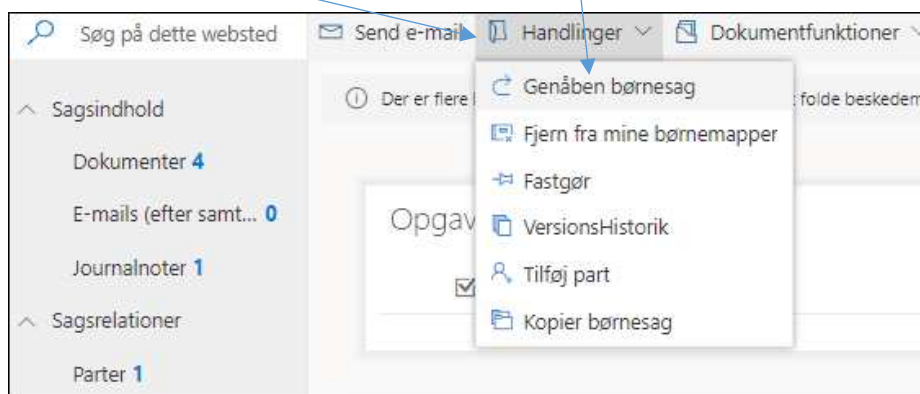 Søg på dette websted
Send e-mail
Handlinger
Dokumentfunktioner
Genåben børnesag
Fjern fra mine børnemapper
Fastgør
VersionsHistorik
Tilføj part
Kopier børnesag
Der er flere
folde beskeden
Sagsindhold
Dokumenter 4
E-mails (efter samt... 0
Journalnoter 1
Sagsrelationer
Parter 1
Opgav